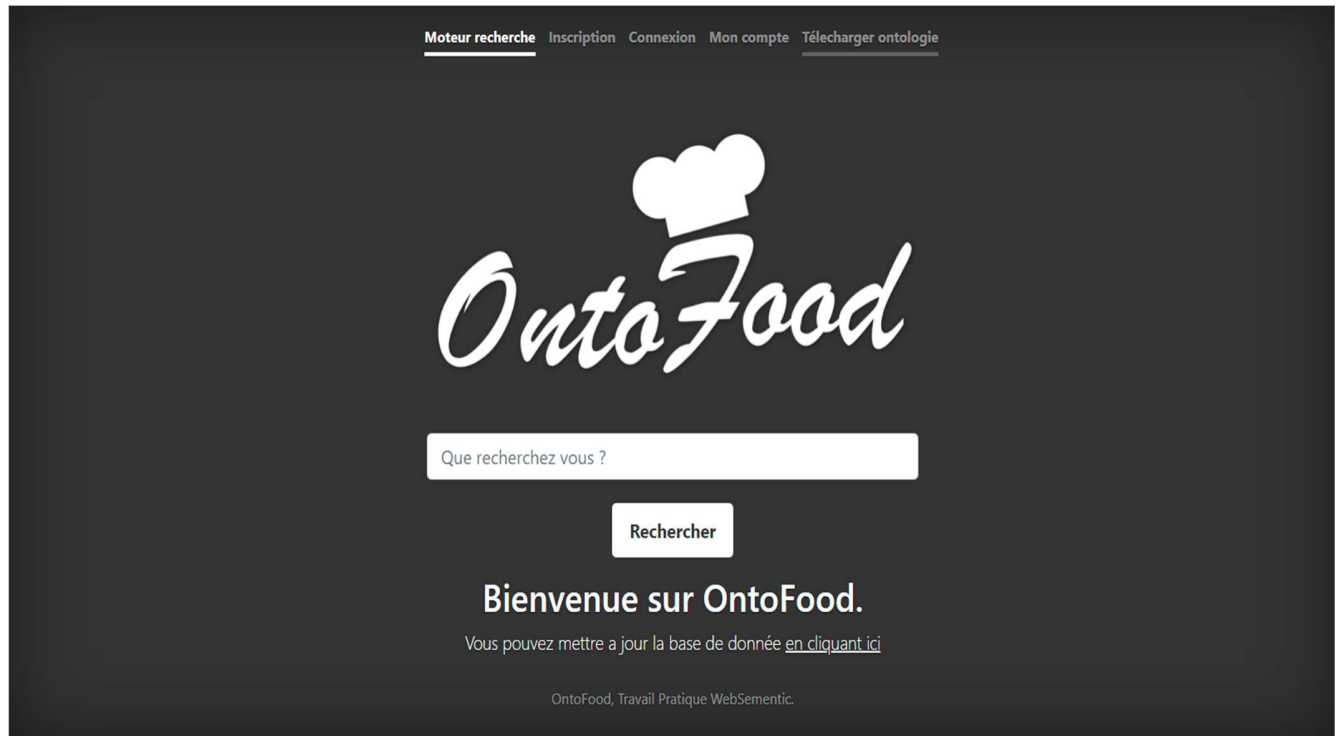 Moteur recherche Inscription Connexion Mon compte Télecharger ontologie
OntoFood
Que recherchez vous ?
Rechercher
Bienvenue sur OntoFood.
Vous pouvez mettre a jour la base de donnée en cliquant ici
OntoFood, Travail Pratique WebSementic.